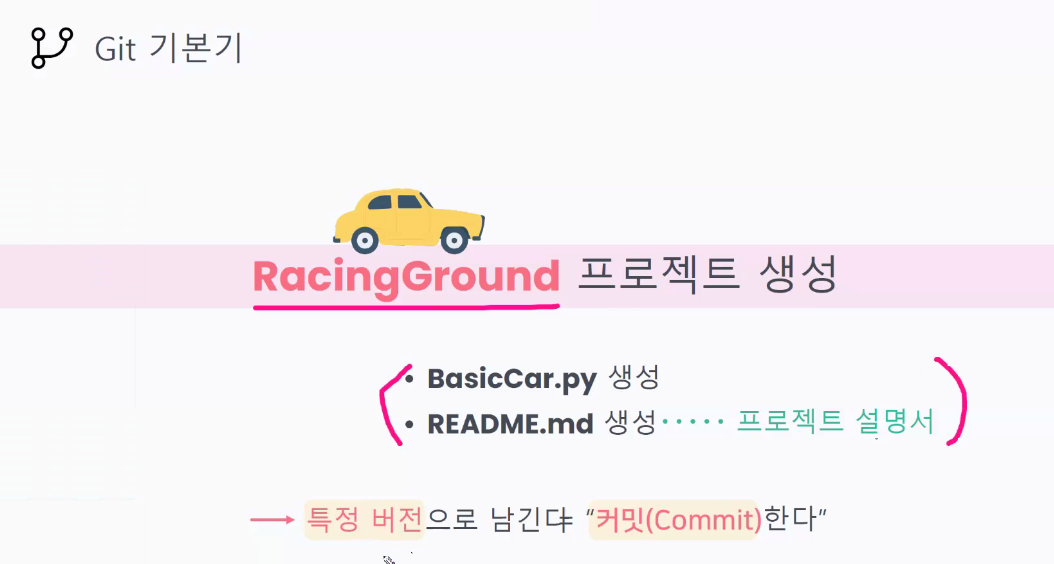 Git 기본기
RacingGround 프로젝트 생성
• BasicCar.py 생성
• README.md 생성 ····· 프로젝트 설명서
→ 특정 버전으로 남긴다 = "커밋(Commit)한다"